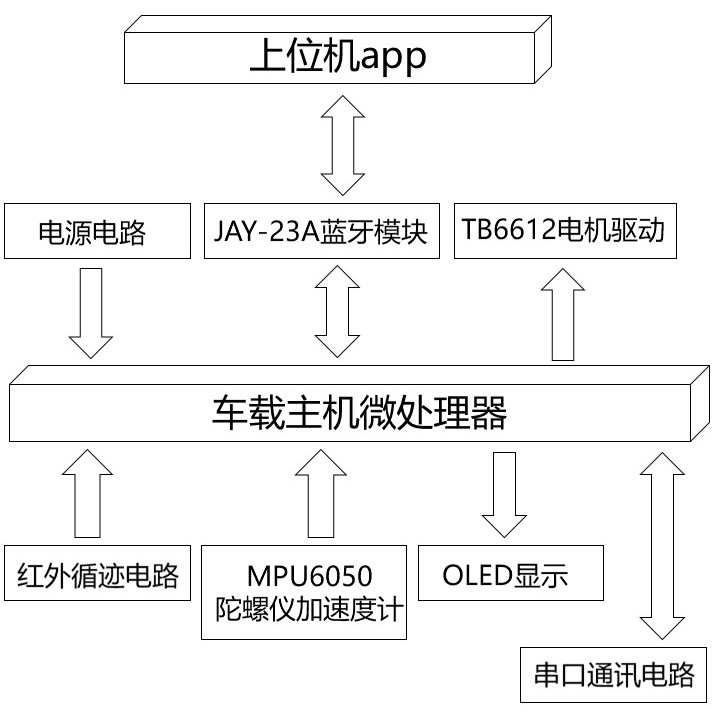 上位机app
电源电路
JAY-23A蓝牙模块
TB6612电机驱动
车载主机微处理器
红外循迹电路
MPU6050
陀螺仪加速度计
OLED显示
串口通讯电路